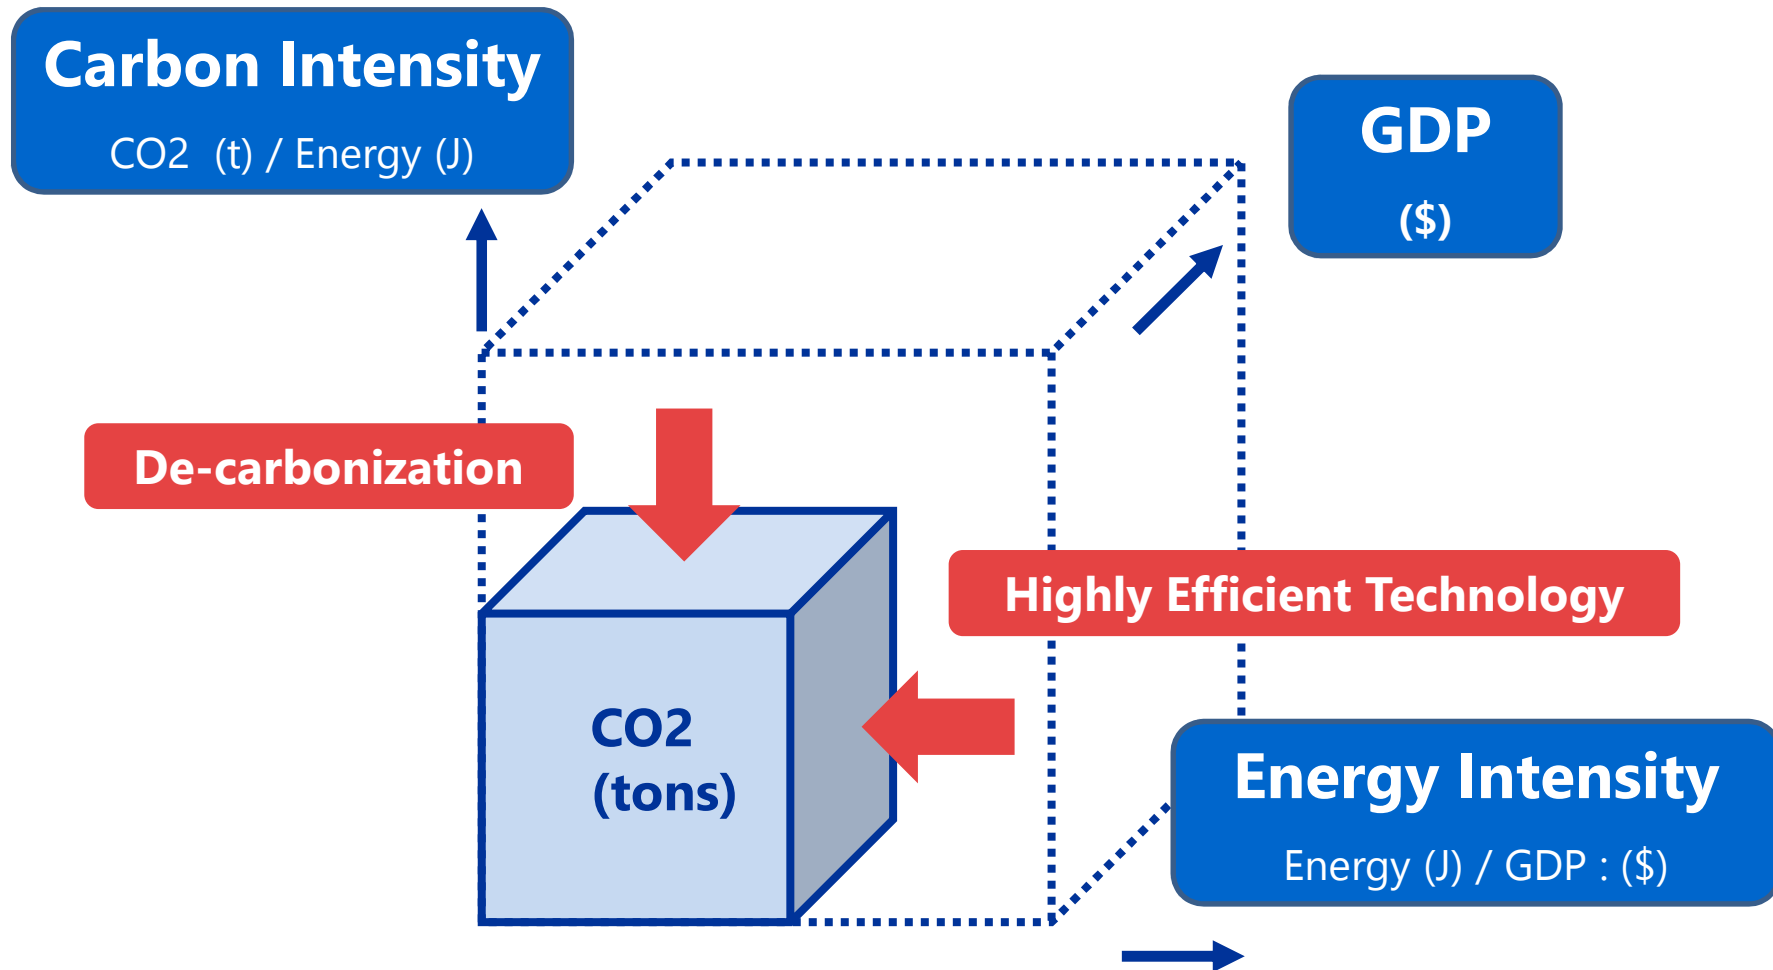 Carbon Intensity
CO2  (t) / Energy (J)
GDP
($)
De-carbonization
Highly Efficient Technology
CO2
(tons)
Energy Intensity
Energy (J) / GDP : ($)